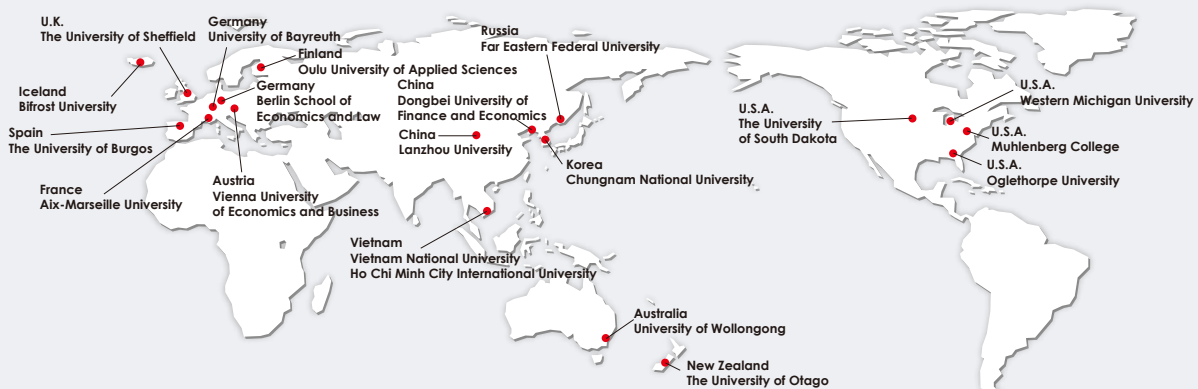 U.K.
The University of Sheffield
Germany
University of Bayreuth
Finland
Oulu University of Applied Sciences
Russia
Far Eastern Federal University
Iceland
Bifrost University
Germany
Berlin School of
Economics and Law
China
Dongbei University of
Finance and Economics
China
Lanzhou University
Spain
The University of Burgos
France
Aix-Marseille University
Austria
Vienna University
of Economics and Business
Korea
Chungnam National University
Vietnam
Vietnam National University
Ho Chi Minh City International University
Australia
University of Wollongong
New Zealand
The University of Otago
U.S.A.
The University
of South Dakota
U.S.A.
Western Michigan University
U.S.A.
Muhlenberg College
U.S.A.
Oglethorpe University